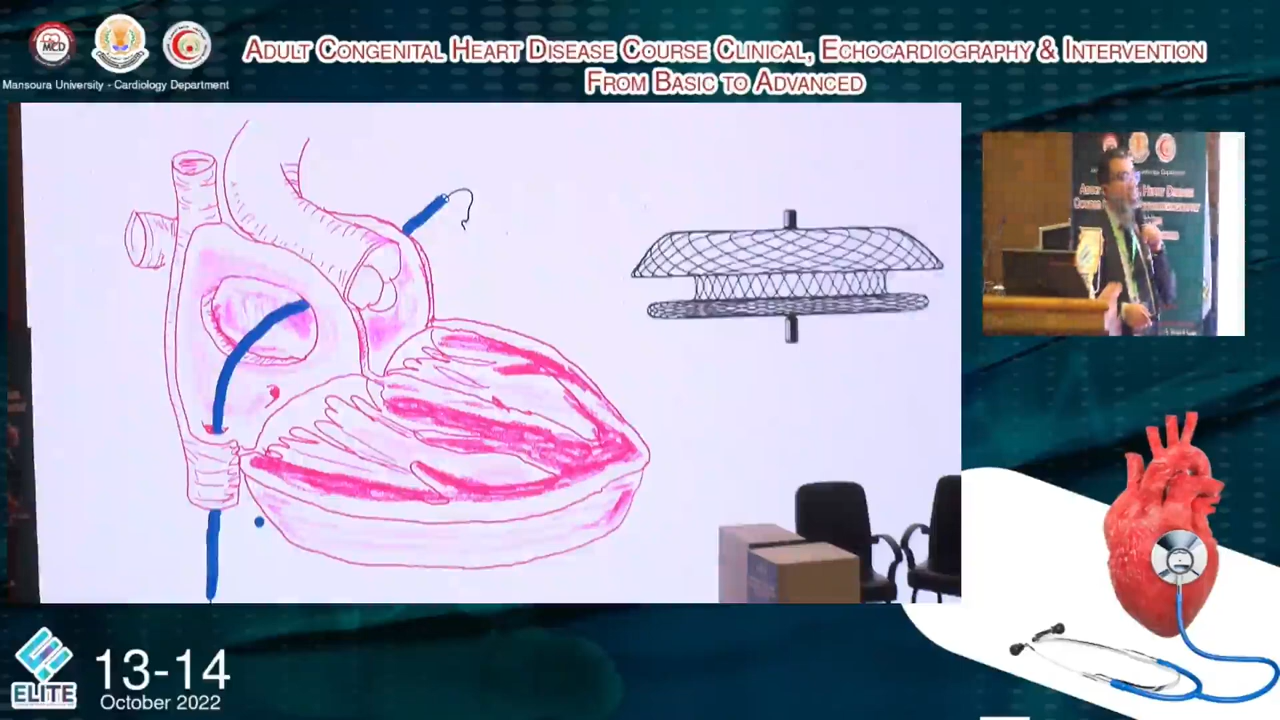 MCD
Mansoura University - Cardiology Department
ADULT CONGENITAL HEART DISEASE COURSE CLINICAL, ECHOCARDIOGRAPHY & INTERVENTION
FROM BASIC TO ADVANCED
ELITE
13-14
October 2022